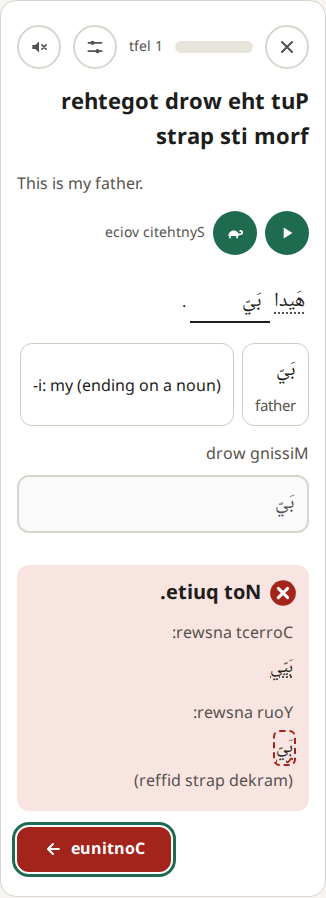 tfel 1
rehtegot drow eht tuP
strap sti morf
This is my father.
eciov citehtnyS
هَيدا بَيّ .
بَيّ
father
-i: my (ending on a noun)
drow gnissiM
بَيّ
.etiuq toN
:rewsna tcerroC
بَيّي
:rewsna ruoY
بَيّ
(reffid strap dekram)
eunitnoC